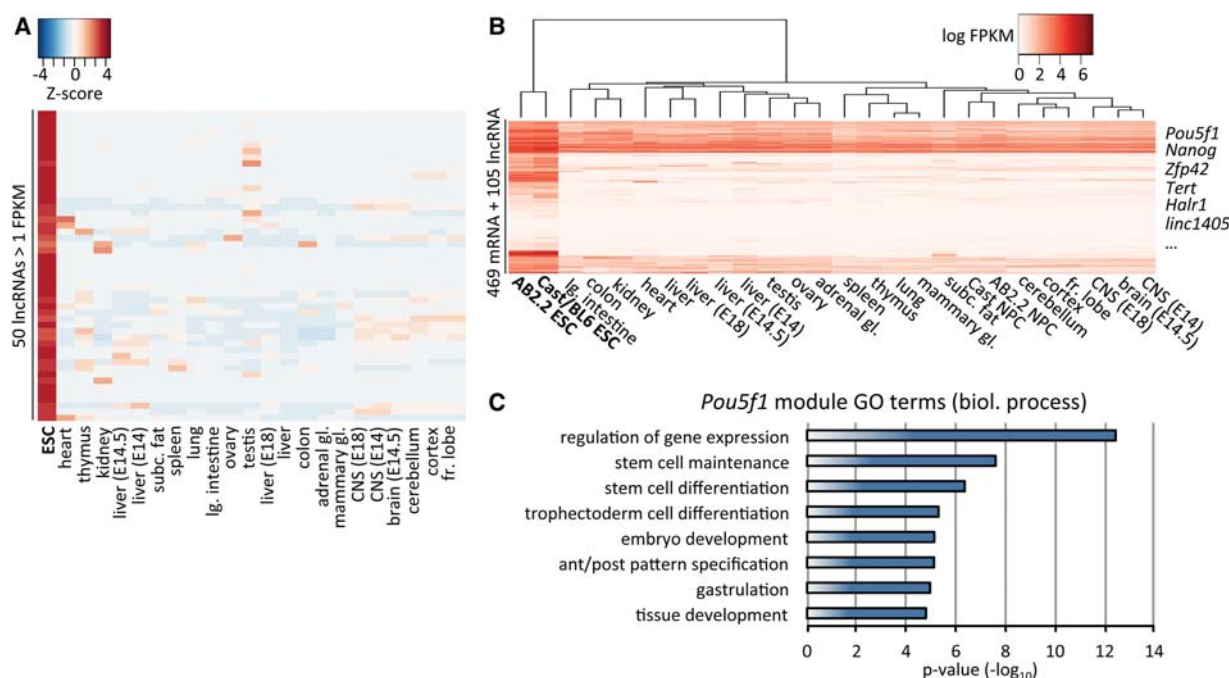 A
-4 0 4
Z-score
50 lncRNAs > 1 FPKM
ESC
heart
thymus
kidney
liver (E14.5)
liver (E14)
subc. fat
spleen
lung
lg. intestine
ovary
testis
liver (E18)
liver
colon
adrenal gl.
mammary gl.
CNS (E18)
CNS (E14)
brain (E14.5)
cerebellum
cortex
fr. lobe
B
log FPKM
0 2 4 6
469 mRNA + 105 lncRNA
Pou5f1
Nanog
Zfp42
Tert
Halr1
linc1405
...
AB2.2 ESC
Cast/BL6 ESC
lg. intestine
colon
kidney
heart
liver
liver (E18)
liver (E14.5)
liver (E14)
testis
ovary
adrenal gl.
spleen
thymus
lung
mammary gl.
subc. fat
Cast NPC
AB2.2 NPC
cerebellum
cortex
fr. lobe
CNS (E18)
brain (E14.5)
CNS (E14)
C
Pou5f1 module GO terms (biol. process)
regulation of gene expression
stem cell maintenance
stem cell differentiation
trophectoderm cell differentiation
embryo development
ant/post pattern specification
gastrulation
tissue development
0 2 4 6 8 10 12 14
p-value (-log10)